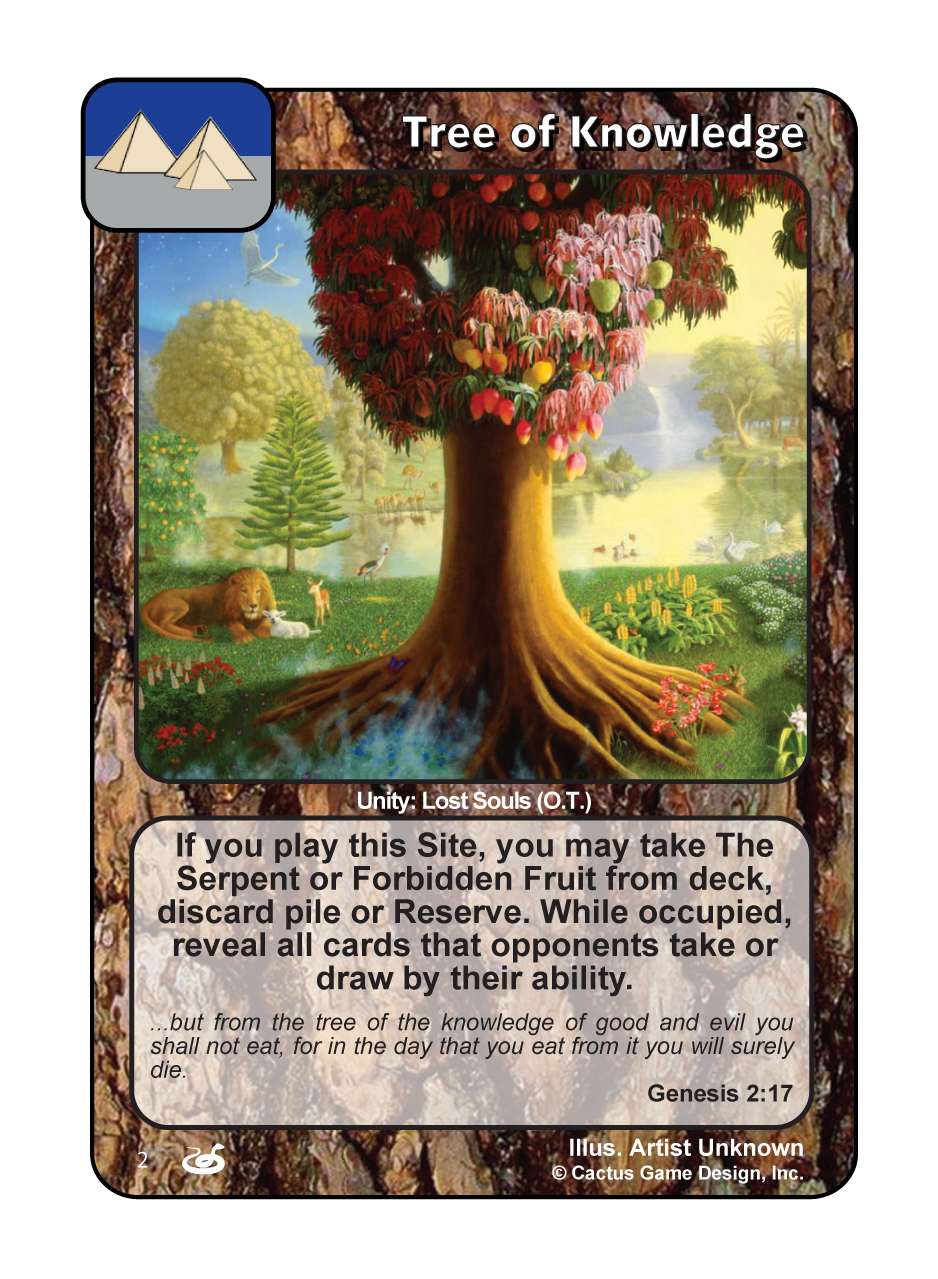 Tree of Knowledge
Unity: Lost Souls (O.T.)
If you play this Site, you may take The
Serpent or Forbidden Fruit from deck,
discard pile or Reserve. While occupied,
reveal all cards that opponents take or
draw by their ability.
...but from the tree of the knowledge of good and evil you
shall not eat, for in the day that you eat from it you will surely
die.
Genesis 2:17
2
Illus. Artist Unknown
© Cactus Game Design, Inc.